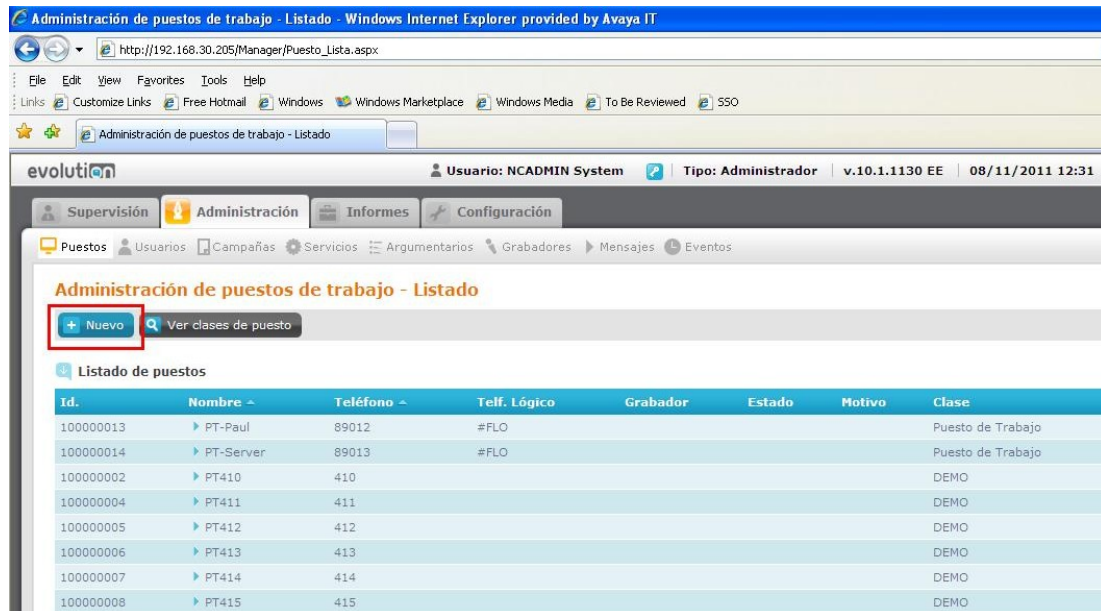 Administración de puestos de trabajo - Listado - Windows Internet Explorer provided by Avaya IT
http://192.168.30.205/Manager/Puesto_Lista.aspx
File Edit View Favorites Tools Help
Links Customize Links Free Hotmail Windows Windows Marketplace Windows Media To Be Reviewed SSO
Administración de puestos de trabajo - Listado
evolution Usuario: NCADMIN System Tipo: Administrador v.10.1.1130 EE 08/11/2011 12:31
Supervisión Administración Informes Configuración
Puestos Usuarios Campañas Servicios Argumentarios Grabadores Mensajes Eventos
Administración de puestos de trabajo - Listado
+ Nuevo Ver clases de puesto
Listado de puestos
Id. Nombre Teléfono Telf. Lógico Grabador Estado Motivo Clase
100000013 PT-Paul 89012 #FLO Puesto de Trabajo
100000014 PT-Server 89013 #FLO Puesto de Trabajo
100000002 PT410 410 DEMO
100000004 PT411 411 DEMO
100000005 PT412 412 DEMO
100000006 PT413 413 DEMO
100000007 PT414 414 DEMO
100000008 PT415 415 DEMO